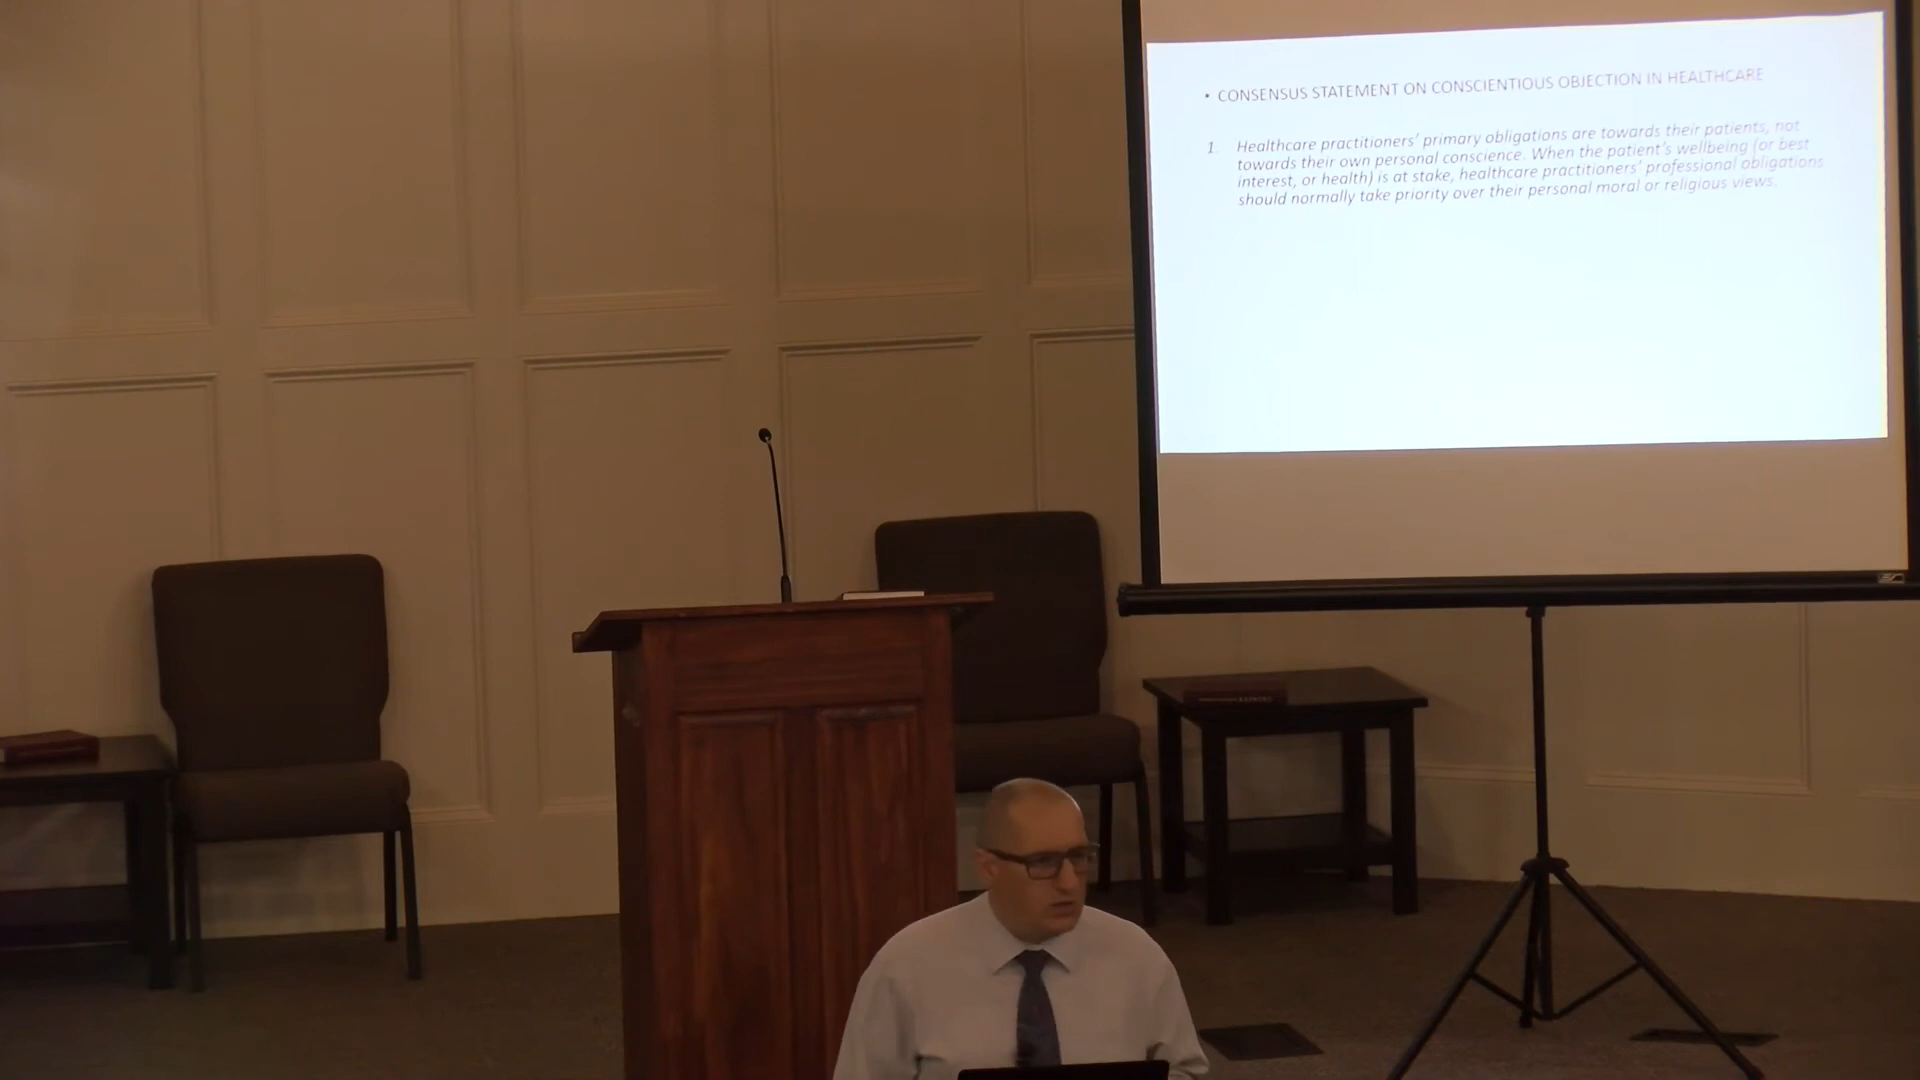 • CONSENSUS STATEMENT ON CONSCIENTIOUS OBJECTION IN HEALTHCARE
1. Healthcare practitioners’ primary obligations are towards their patients, not
towards their own personal conscience. When the patient’s wellbeing (or best
interest, or health) is at stake, healthcare practitioners’ professional obligations
should normally take priority over their personal moral or religious views.